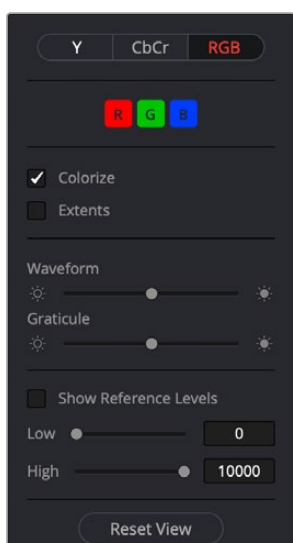 Y CbCr RGB
R G B
Colorize
Extents
Waveform
Graticule
Show Reference Levels
Low 0
High 10000
Reset View